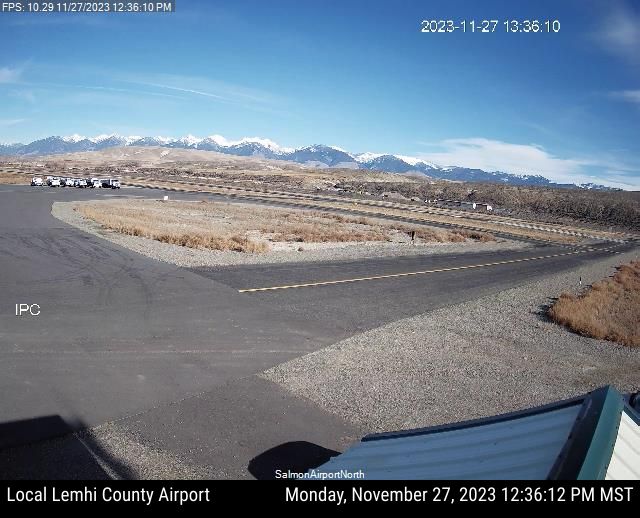 FPS: 10.29 11/27/2023 12:36:10 PM
2023-11-27 13:36:10
IPC
SalmonAirportNorth
Local Lemhi County Airport Monday, November 27, 2023 12:36:12 PM MST